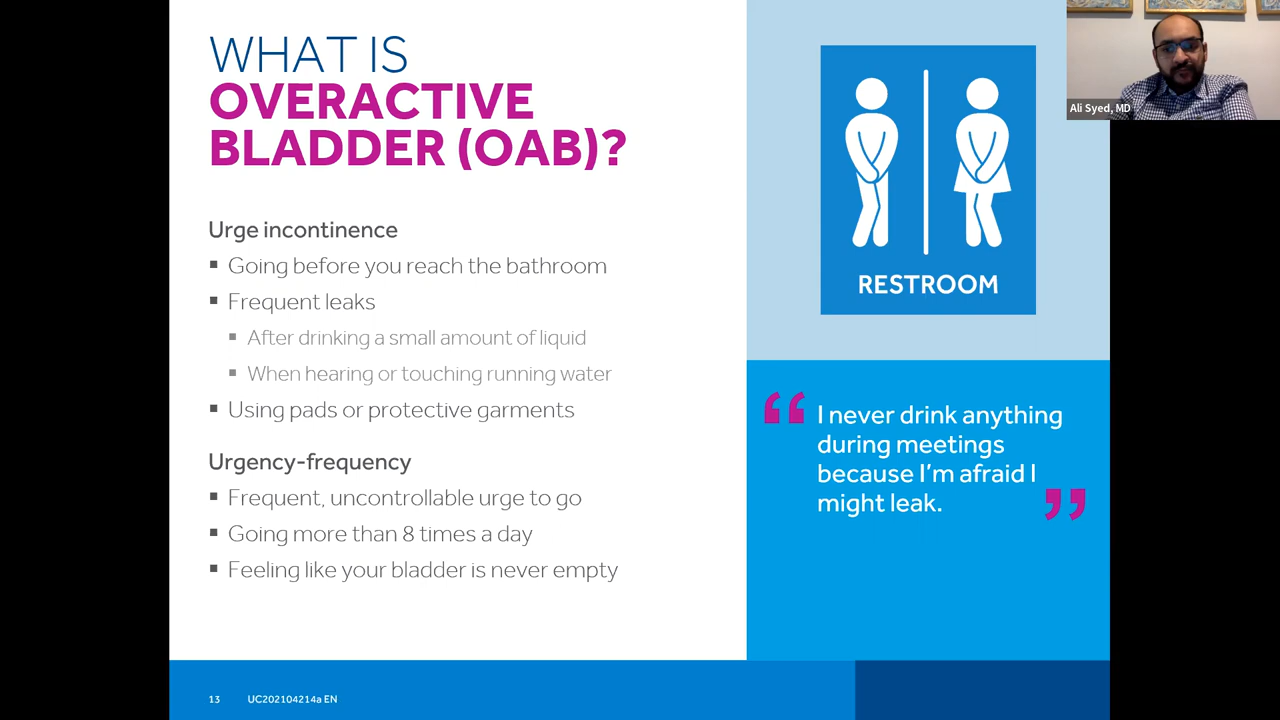 WHAT IS
OVERACTIVE
BLADDER (OAB)?
Urge incontinence
▪ Going before you reach the bathroom
▪ Frequent leaks
▪ After drinking a small amount of liquid
▪ When hearing or touching running water
▪ Using pads or protective garments
Urgency-frequency
▪ Frequent, uncontrollable urge to go
▪ Going more than 8 times a day
▪ Feeling like your bladder is never empty
RESTROOM
Ali Syed, MD
“ I never drink anything
during meetings
because I’m afraid I
might leak. ”
13 UC202104214a EN